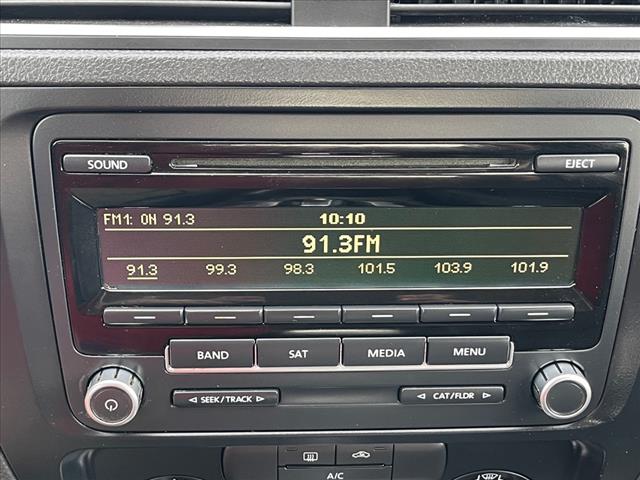 SOUND
EJECT
FM1: ON 91.3
10:10
91.3FM
91.3 99.3 98.3 101.5 103.9 101.9
BAND SAT MEDIA MENU
SEEK/TRACK
CAT/FLDR
A/C